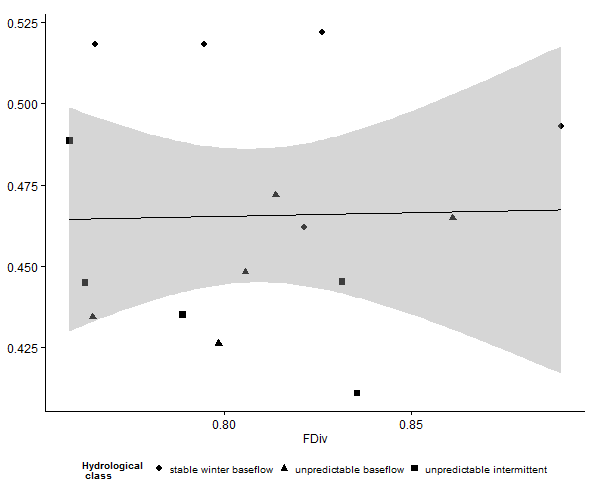 0.525
0.500
0.475
0.450
0.425
0.80 0.85
FDiv
Hydrological
class
stable winter baseflow unpredictable baseflow unpredictable intermittent